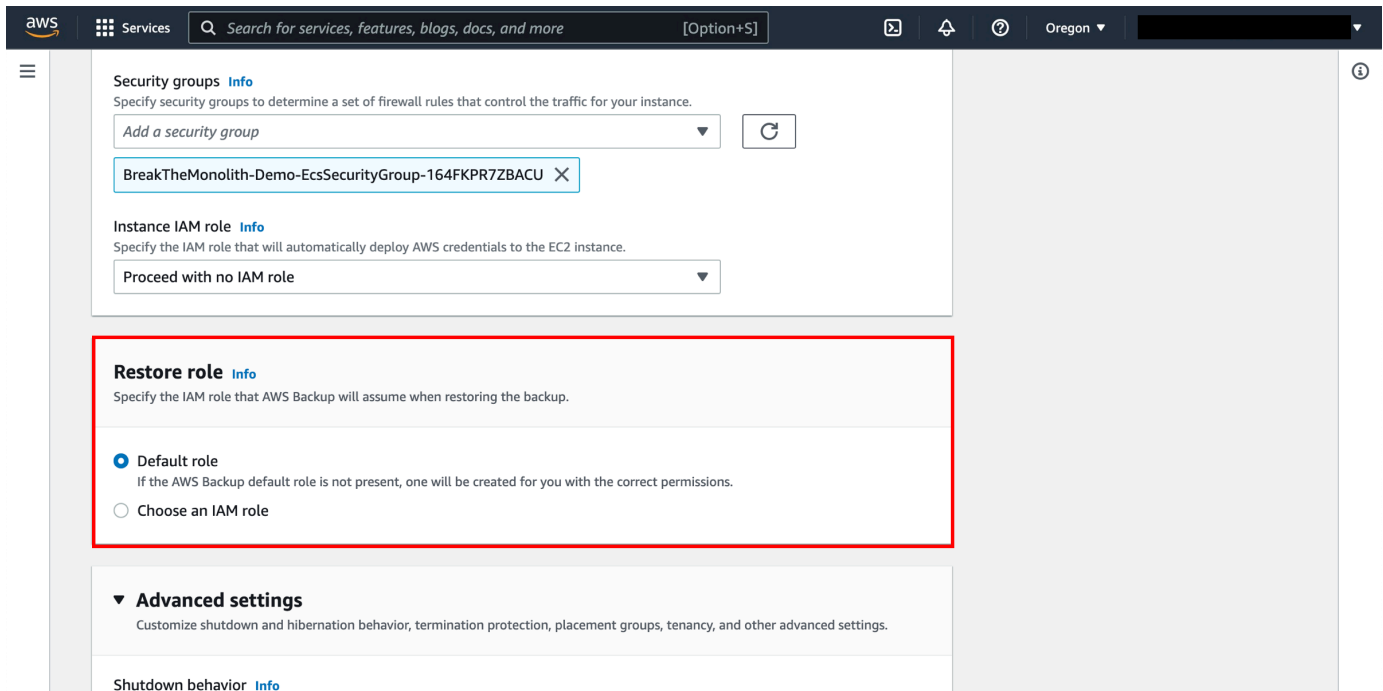 aws
Services
Search for services, features, blogs, docs, and more
[Option+S]
Oregon
Security groups Info
Specify security groups to determine a set of firewall rules that control the traffic for your instance.
Add a security group
BreakTheMonolith-Demo-EcsSecurityGroup-164FKPR7ZBACU
Instance IAM role Info
Specify the IAM role that will automatically deploy AWS credentials to the EC2 instance.
Proceed with no IAM role
Restore role Info
Specify the IAM role that AWS Backup will assume when restoring the backup.
Default role
If the AWS Backup default role is not present, one will be created for you with the correct permissions.
Choose an IAM role
Advanced settings
Customize shutdown and hibernation behavior, termination protection, placement groups, tenancy, and other advanced settings.
Shutdown behavior Info